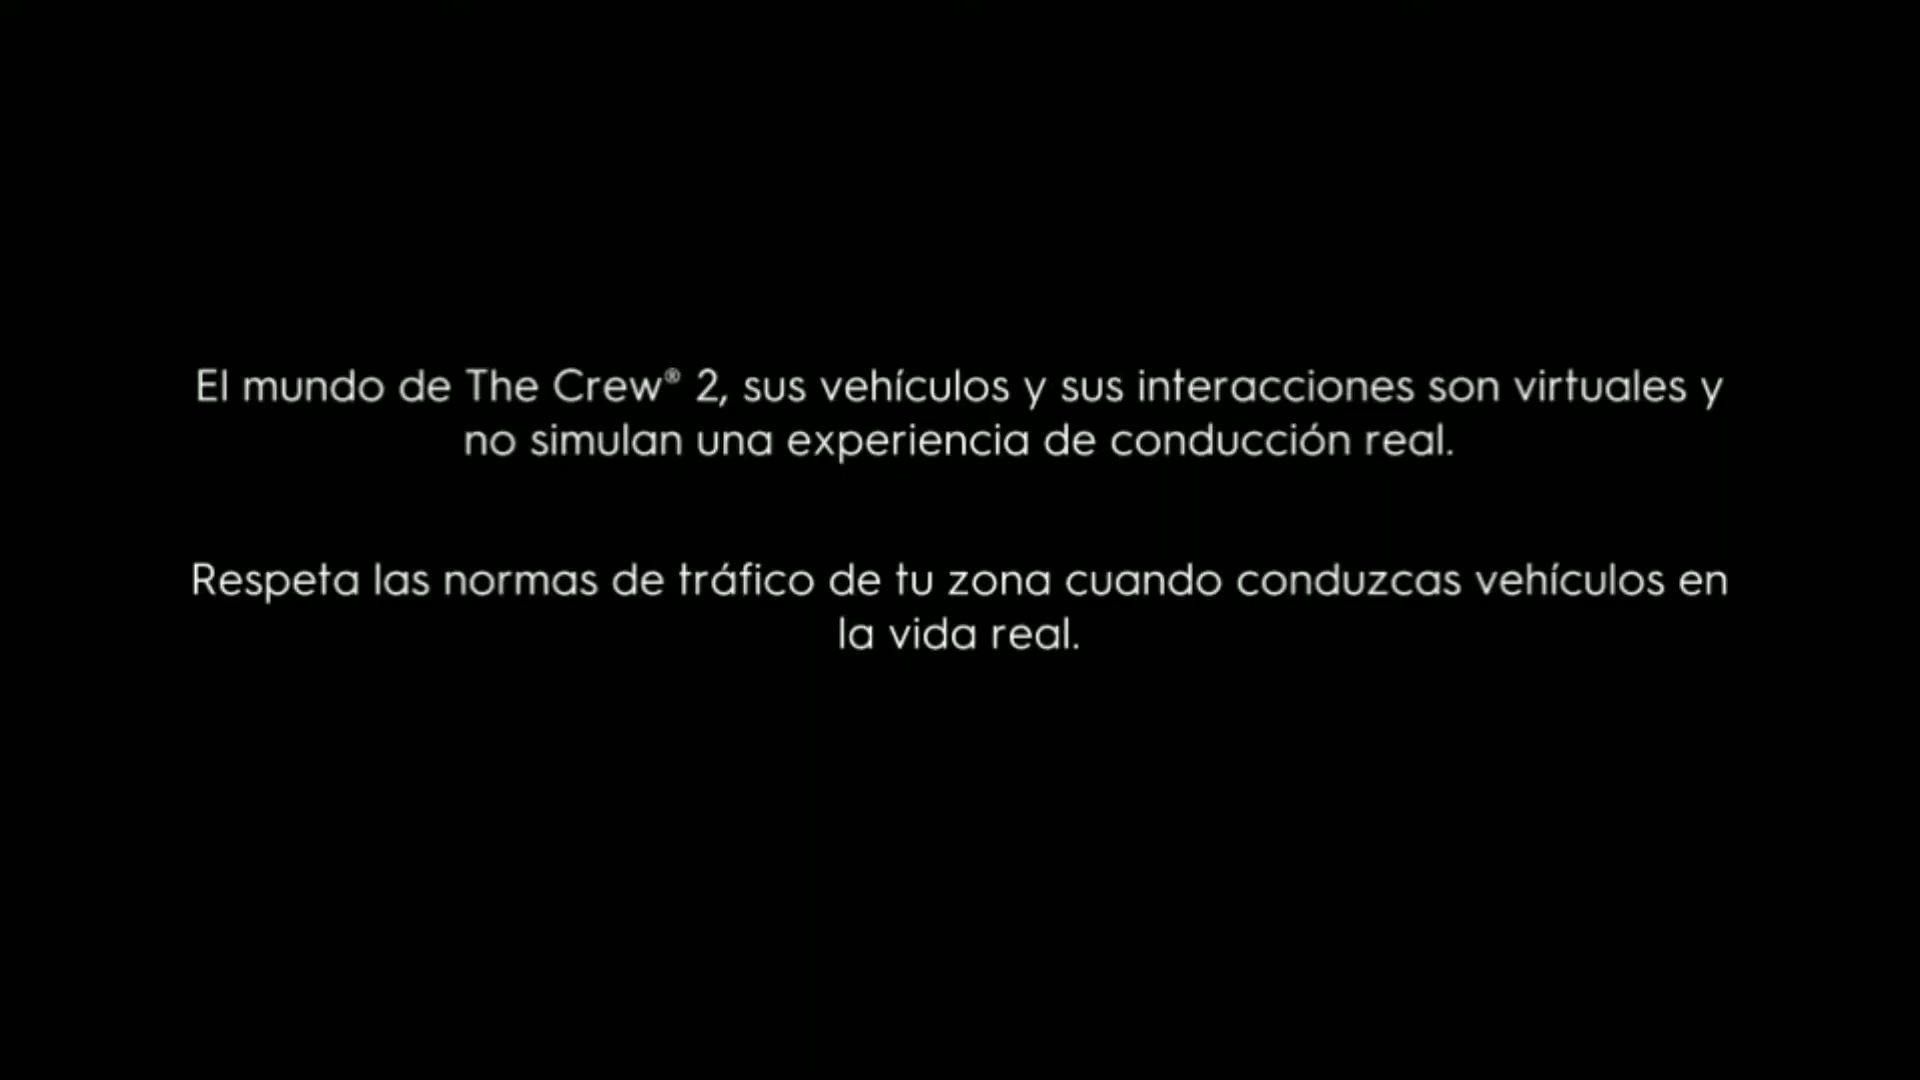 El mundo de The Crew® 2, sus vehículos y sus interacciones son virtuales y
no simulan una experiencia de conducción real.
Respeta las normas de tráfico de tu zona cuando conduzcas vehículos en
la vida real.